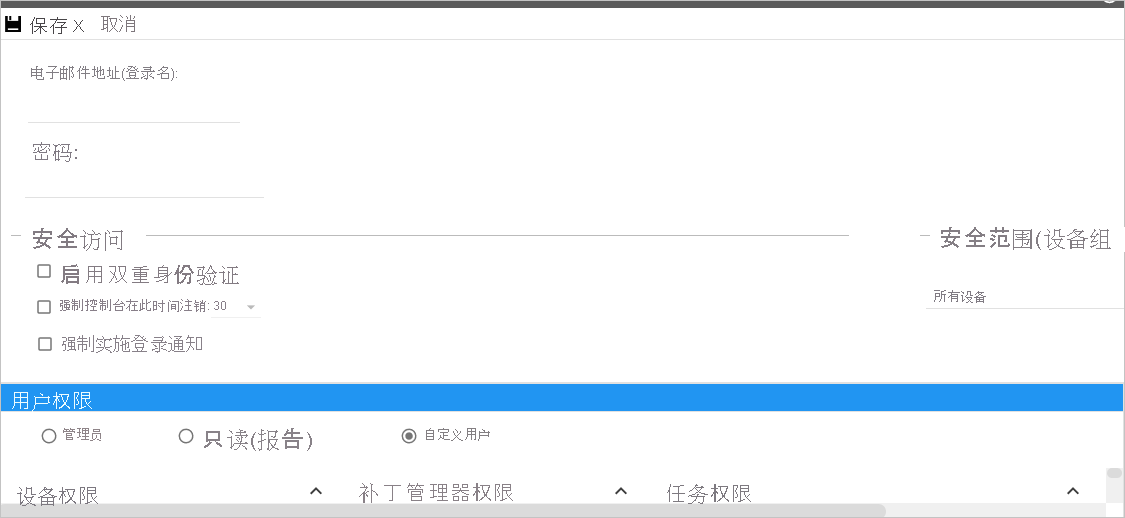 保存 X 取消
电子邮件地址(登录名):
密码:
安全访问 安全范围(设备组
启用双重身份验证
强制控制台在此时间注销: 30 所有设备
强制实施登录通知
用户权限
管理员 只读(报告) 自定义用户
设备权限 补丁管理器权限 任务权限